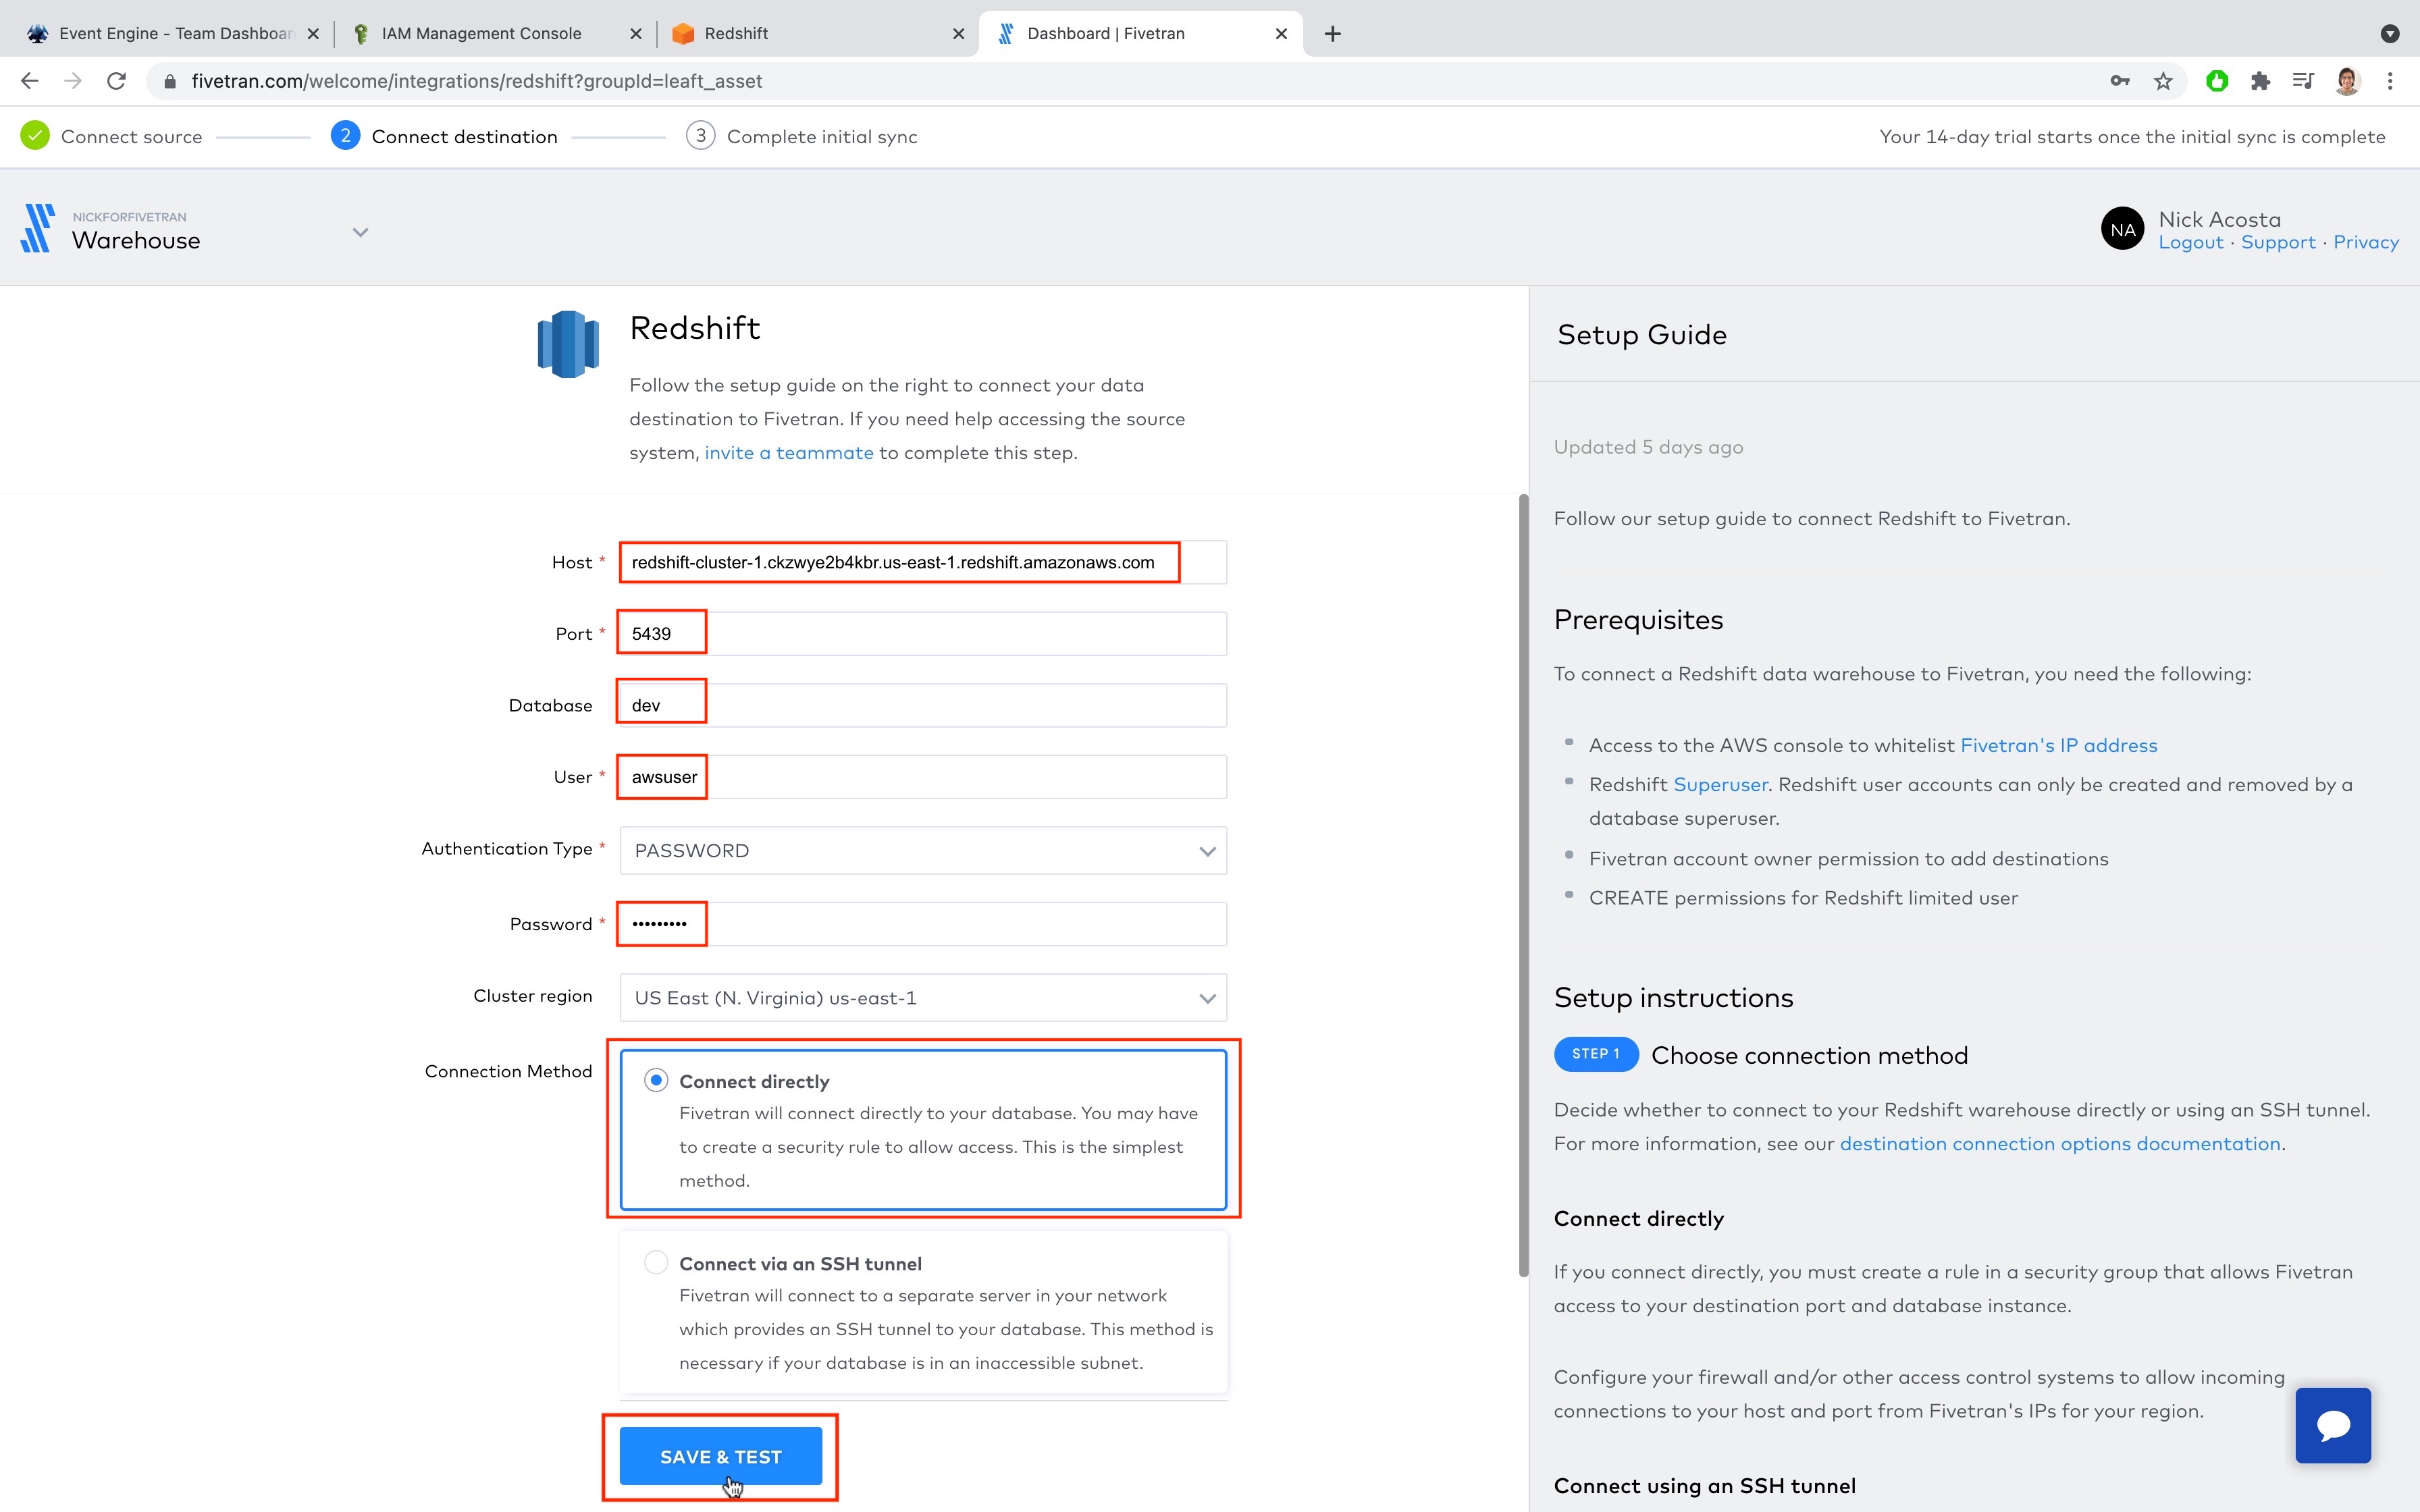 Event Engine - Team Dashboar
IAM Management Console
Redshift
Dashboard | Fivetran
fivetran.com/welcome/integrations/redshift?groupId=leaft_asset
Connect source
2 Connect destination
3 Complete initial sync
Your 14-day trial starts once the initial sync is complete
NICKFORFIVETRAN
Warehouse
NA
Nick Acosta
Logout · Support · Privacy
Redshift
Follow the setup guide on the right to connect your data
destination to Fivetran. If you need help accessing the source
system, invite a teammate to complete this step.
Host *
redshift-cluster-1.ckzwye2b4kbr.us-east-1.redshift.amazonaws.com
Port *
5439
Database
dev
User *
awsuser
Authentication Type *
PASSWORD
Password *
•••••••••
Cluster region
US East (N. Virginia) us-east-1
Connection Method
Connect directly
Fivetran will connect directly to your database. You may have
to create a security rule to allow access. This is the simplest
method.
Connect via an SSH tunnel
Fivetran will connect to a separate server in your network
which provides an SSH tunnel to your database. This method is
necessary if your database is in an inaccessible subnet.
SAVE & TEST
Setup Guide
Updated 5 days ago
Follow our setup guide to connect Redshift to Fivetran.
Prerequisites
To connect a Redshift data warehouse to Fivetran, you need the following:
Access to the AWS console to whitelist Fivetran's IP address
Redshift Superuser. Redshift user accounts can only be created and removed by a
database superuser.
Fivetran account owner permission to add destinations
CREATE permissions for Redshift limited user
Setup instructions
STEP 1 Choose connection method
Decide whether to connect to your Redshift warehouse directly or using an SSH tunnel.
For more information, see our destination connection options documentation.
Connect directly
If you connect directly, you must create a rule in a security group that allows Fivetran
access to your destination port and database instance.
Configure your firewall and/or other access control systems to allow incoming
connections to your host and port from Fivetran's IPs for your region.
Connect using an SSH tunnel